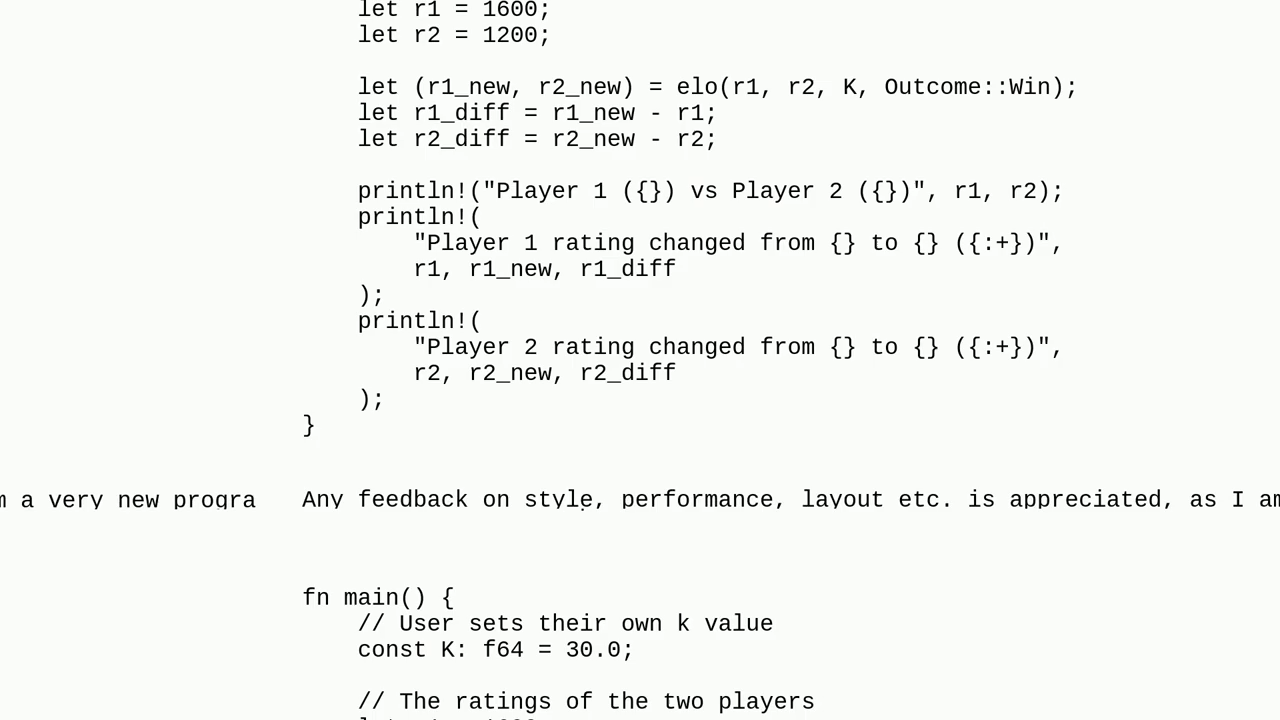 let r1 = 1600;
    let r2 = 1200;

    let (r1_new, r2_new) = elo(r1, r2, K, Outcome::Win);
    let r1_diff = r1_new - r1;
    let r2_diff = r2_new - r2;

    println!("Player 1 ({}) vs Player 2 ({})", r1, r2);
    println!(
        "Player 1 rating changed from {} to {} ({:+})",
        r1, r1_new, r1_diff
    );
    println!(
        "Player 2 rating changed from {} to {} ({:+})",
        r2, r2_new, r2_diff
    );
}
m a very new progra
Any feedback on style, performance, layout etc. is appreciated, as I am
fn main() {
    // User sets their own k value
    const K: f64 = 30.0;

    // The ratings of the two players